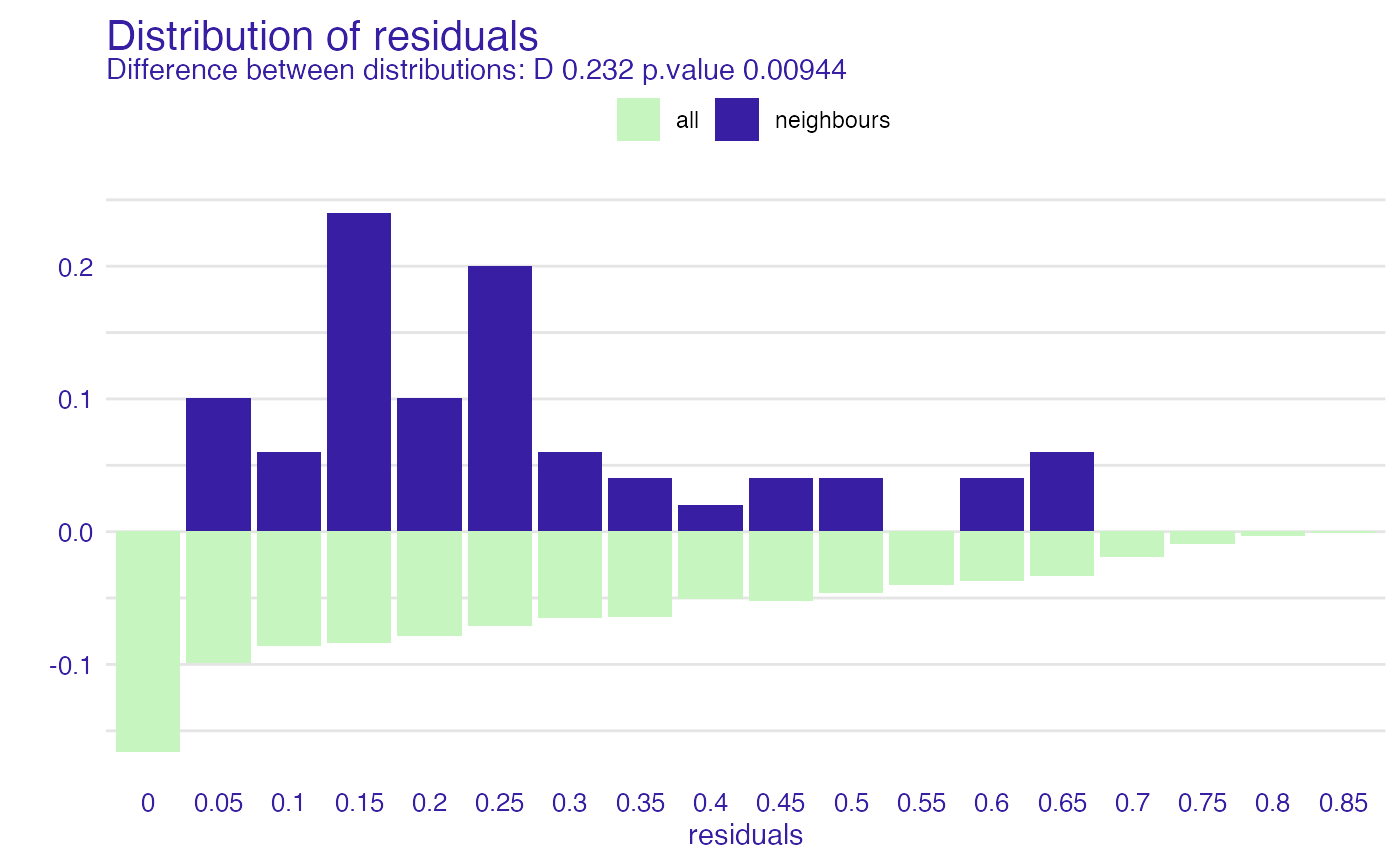 Distribution of residuals
Difference between distributions: D 0.232 p.value 0.00944
all neighbours
0.2
0.1
0.0
-0.1
0 0.05 0.1 0.15 0.2 0.25 0.3 0.35 0.4 0.45 0.5 0.55 0.6 0.65 0.7 0.75 0.8 0.85
residuals